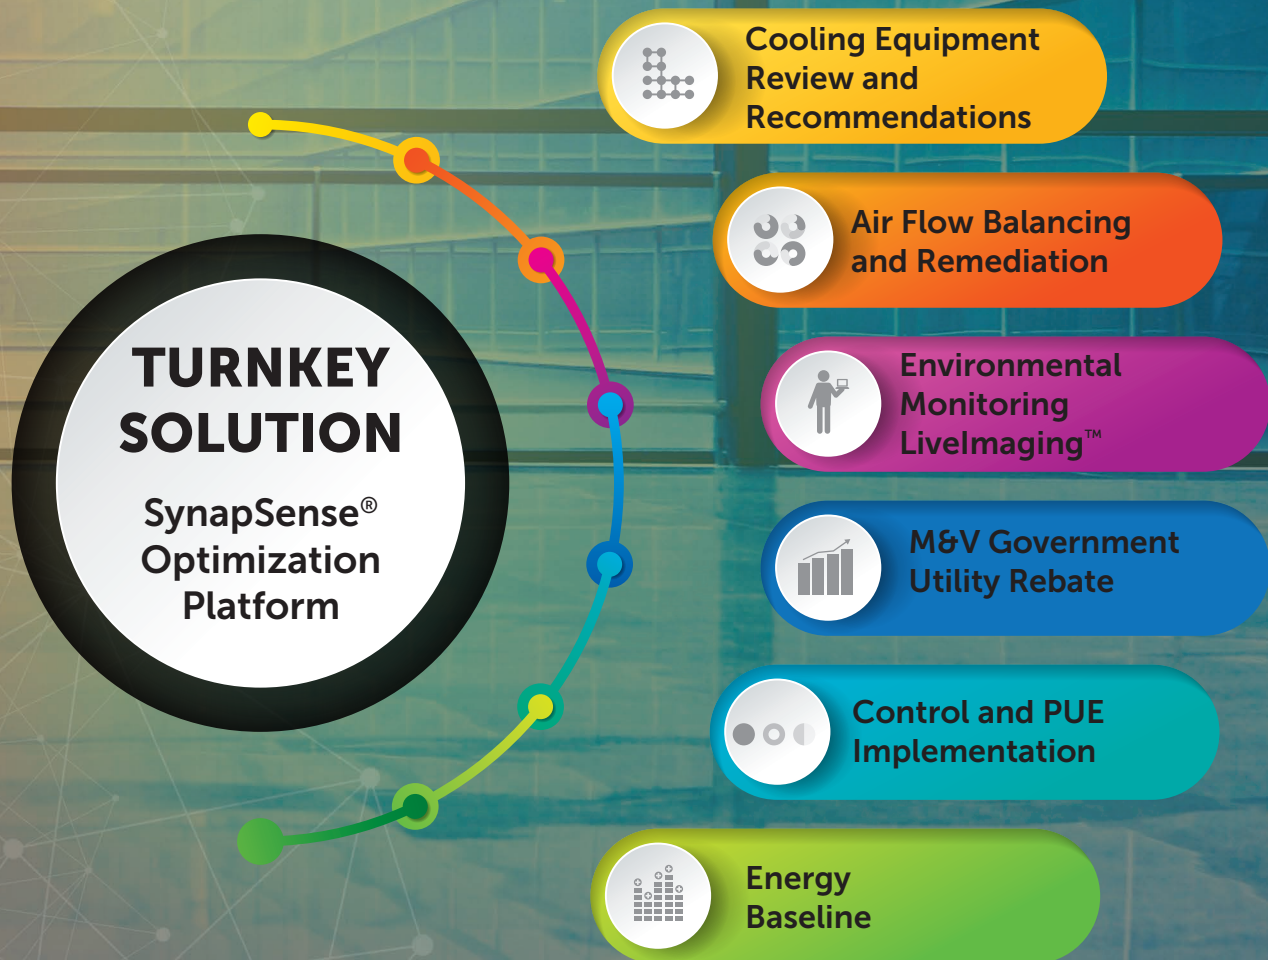 TURNKEY
SOLUTION
SynapSense®
Optimization
Platform
Cooling Equipment
Review and
Recommendations
Air Flow Balancing
and Remediation
Environmental
Monitoring
LiveImaging™
M&V Government
Utility Rebate
Control and PUE
Implementation
Energy
Baseline